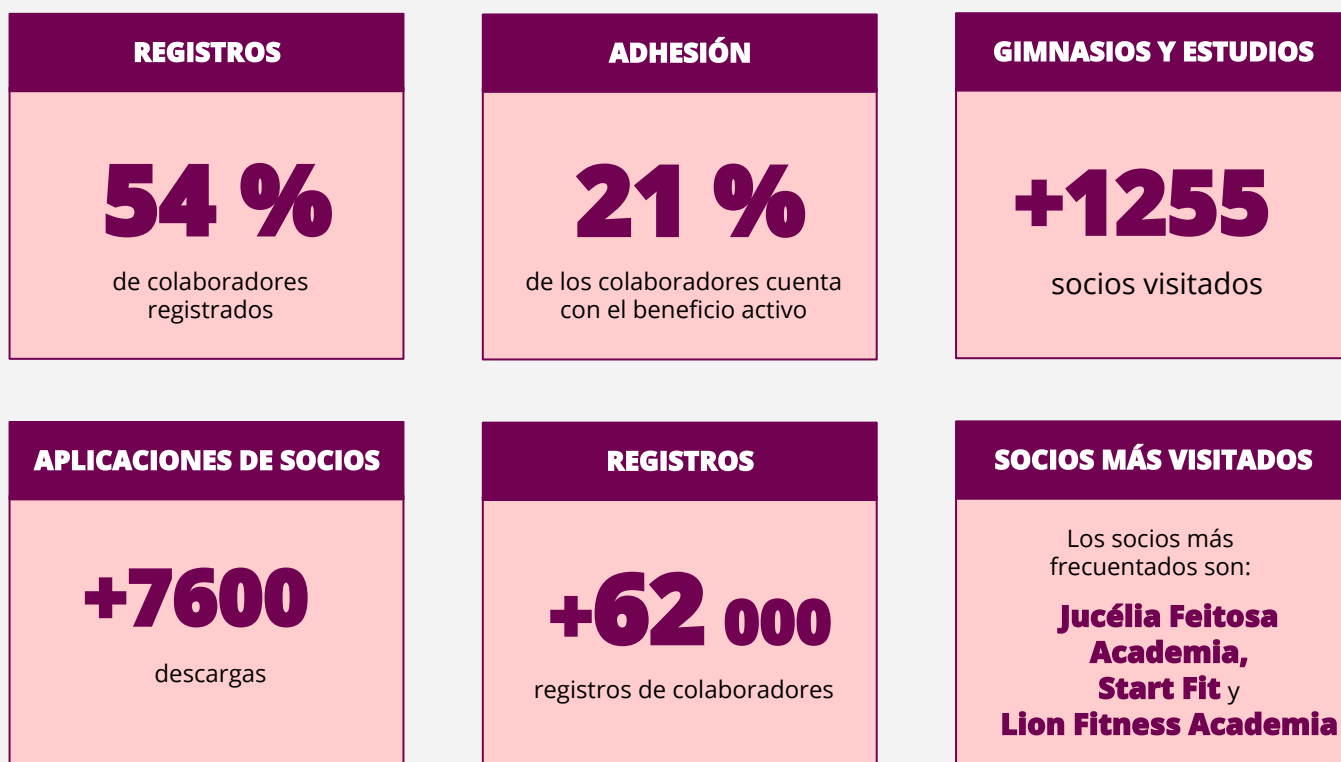 REGISTROS
54 %
de colaboradores
registrados
ADHESIÓN
21 %
de los colaboradores cuenta
con el beneficio activo
GIMNASIOS Y ESTUDIOS
+1255
socios visitados
APLICACIONES DE SOCIOS
+7600
descargas
REGISTROS
+62 000
registros de colaboradores
SOCIOS MÁS VISITADOS
Los socios más
frecuentados son:
Jucélia Feitosa
Academia,
Start Fit y
Lion Fitness Academia